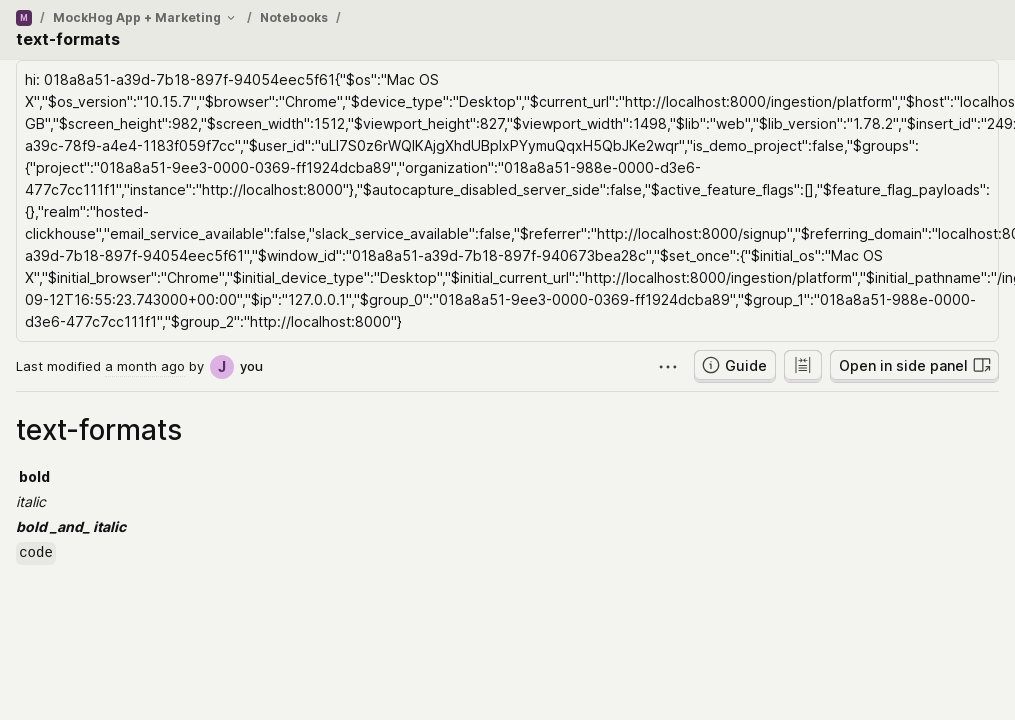 M / MockHog App + Marketing / Notebooks /
text-formats
hi: 018a8a51-a39d-7b18-897f-94054eec5f61{"$os":"Mac OS
X","$os_version":"10.15.7","$browser":"Chrome","$device_type":"Desktop","$current_url":"http://localhost:8000/ingestion/platform","$host":"localhos
GB","$screen_height":982,"$screen_width":1512,"$viewport_height":827,"$viewport_width":1498,"$lib":"web","$lib_version":"1.78.2","$insert_id":"249
a39c-78f9-a4e4-1183f059f7cc","$user_id":"uLI7S0z6rWQIKAjgXhdUBpIxPYymuQqxH5QbJKe2wqr","is_demo_project":false,"$groups":
{"project":"018a8a51-9ee3-0000-0369-ff1924dcba89","organization":"018a8a51-988e-0000-d3e6-
477c7cc111f1","instance":"http://localhost:8000"},"$autocapture_disabled_server_side":false,"$active_feature_flags":[],"$feature_flag_payloads":
{},"realm":"hosted-
clickhouse","email_service_available":false,"slack_service_available":false,"$referrer":"http://localhost:8000/signup","$referring_domain":"localhost:80
a39d-7b18-897f-94054eec5f61","$window_id":"018a8a51-a39d-7b18-897f-940673bea28c","$set_once":{"$initial_os":"Mac OS
X","$initial_browser":"Chrome","$initial_device_type":"Desktop","$initial_current_url":"http://localhost:8000/ingestion/platform","$initial_pathname":"/ing
09-12T16:55:23.743000+00:00","$ip":"127.0.0.1","$group_0":"018a8a51-9ee3-0000-0369-ff1924dcba89","$group_1":"018a8a51-988e-0000-
d3e6-477c7cc111f1","$group_2":"http://localhost:8000"}
Last modified a month ago by J you
Guide
Open in side panel
text-formats
bold
italic
bold _and_ italic
code